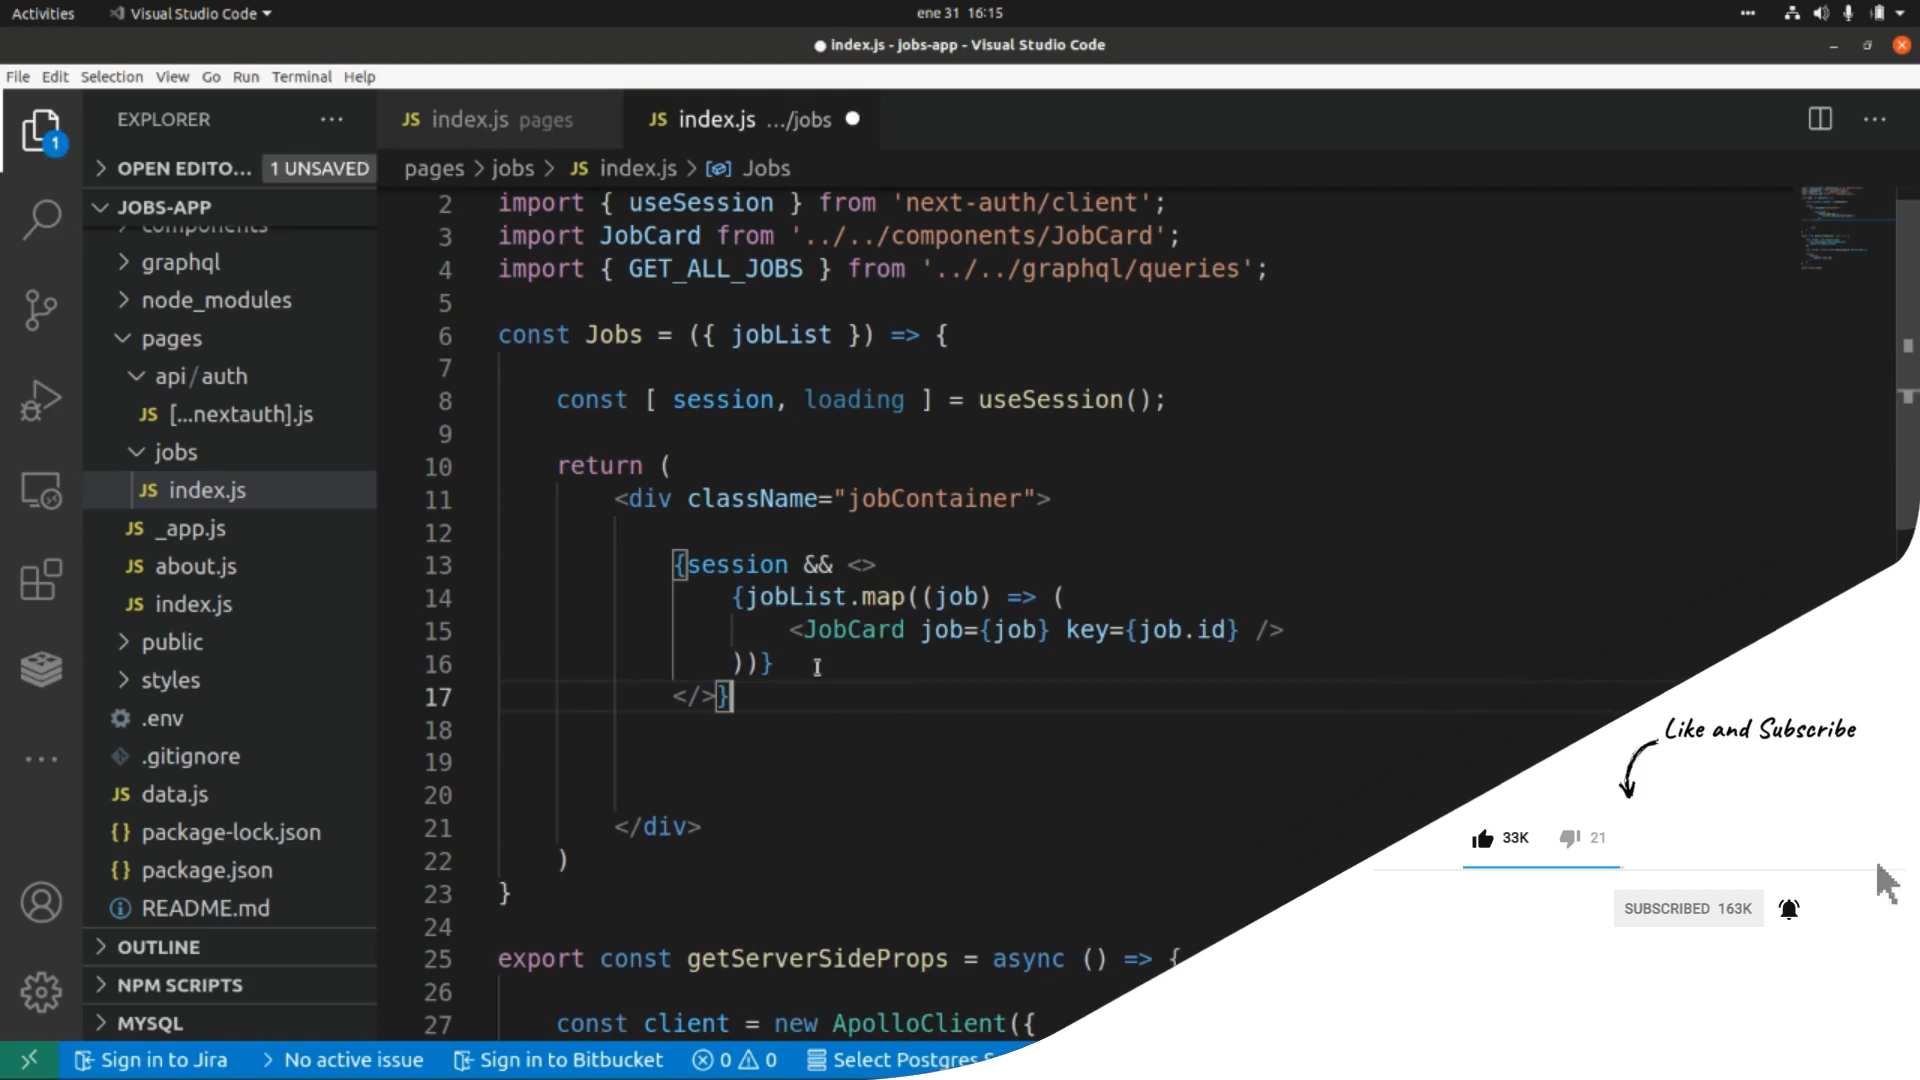 Activities Visual Studio Code ene 31 16:15
index.js - jobs-app - Visual Studio Code
File Edit Selection View Go Run Terminal Help
EXPLORER
OPEN EDITO... 1 UNSAVED
JOBS-APP
components
graphql
node_modules
pages
api/auth
JS [...nextauth].js
jobs
JS index.js
JS _app.js
JS about.js
JS index.js
public
styles
.env
.gitignore
JS data.js
{} package-lock.json
{} package.json
README.md
OUTLINE
NPM SCRIPTS
MYSQL
1
JS index.js pages JS index.js .../jobs
pages > jobs > JS index.js > Jobs
2 import { useSession } from 'next-auth/client';
3 import JobCard from '../../components/JobCard';
4 import { GET_ALL_JOBS } from '../../graphql/queries';
5
6 const Jobs = ({ jobList }) => {
7
8 const [ session, loading ] = useSession();
9
10 return (
11 <div className="jobContainer">
12
13 {session && <>
14 {jobList.map((job) => (
15 <JobCard job={job} key={job.id} />
16 ))}
17 </>}
18
19
20
21 </div>
22 )
23 }
24
25 export const getServerSideProps = async () => {
26
27 const client = new ApolloClient({
Like and Subscribe
33K 21
SUBSCRIBED 163K
Sign in to Jira No active issue Sign in to Bitbucket 0 0 Select Postgres